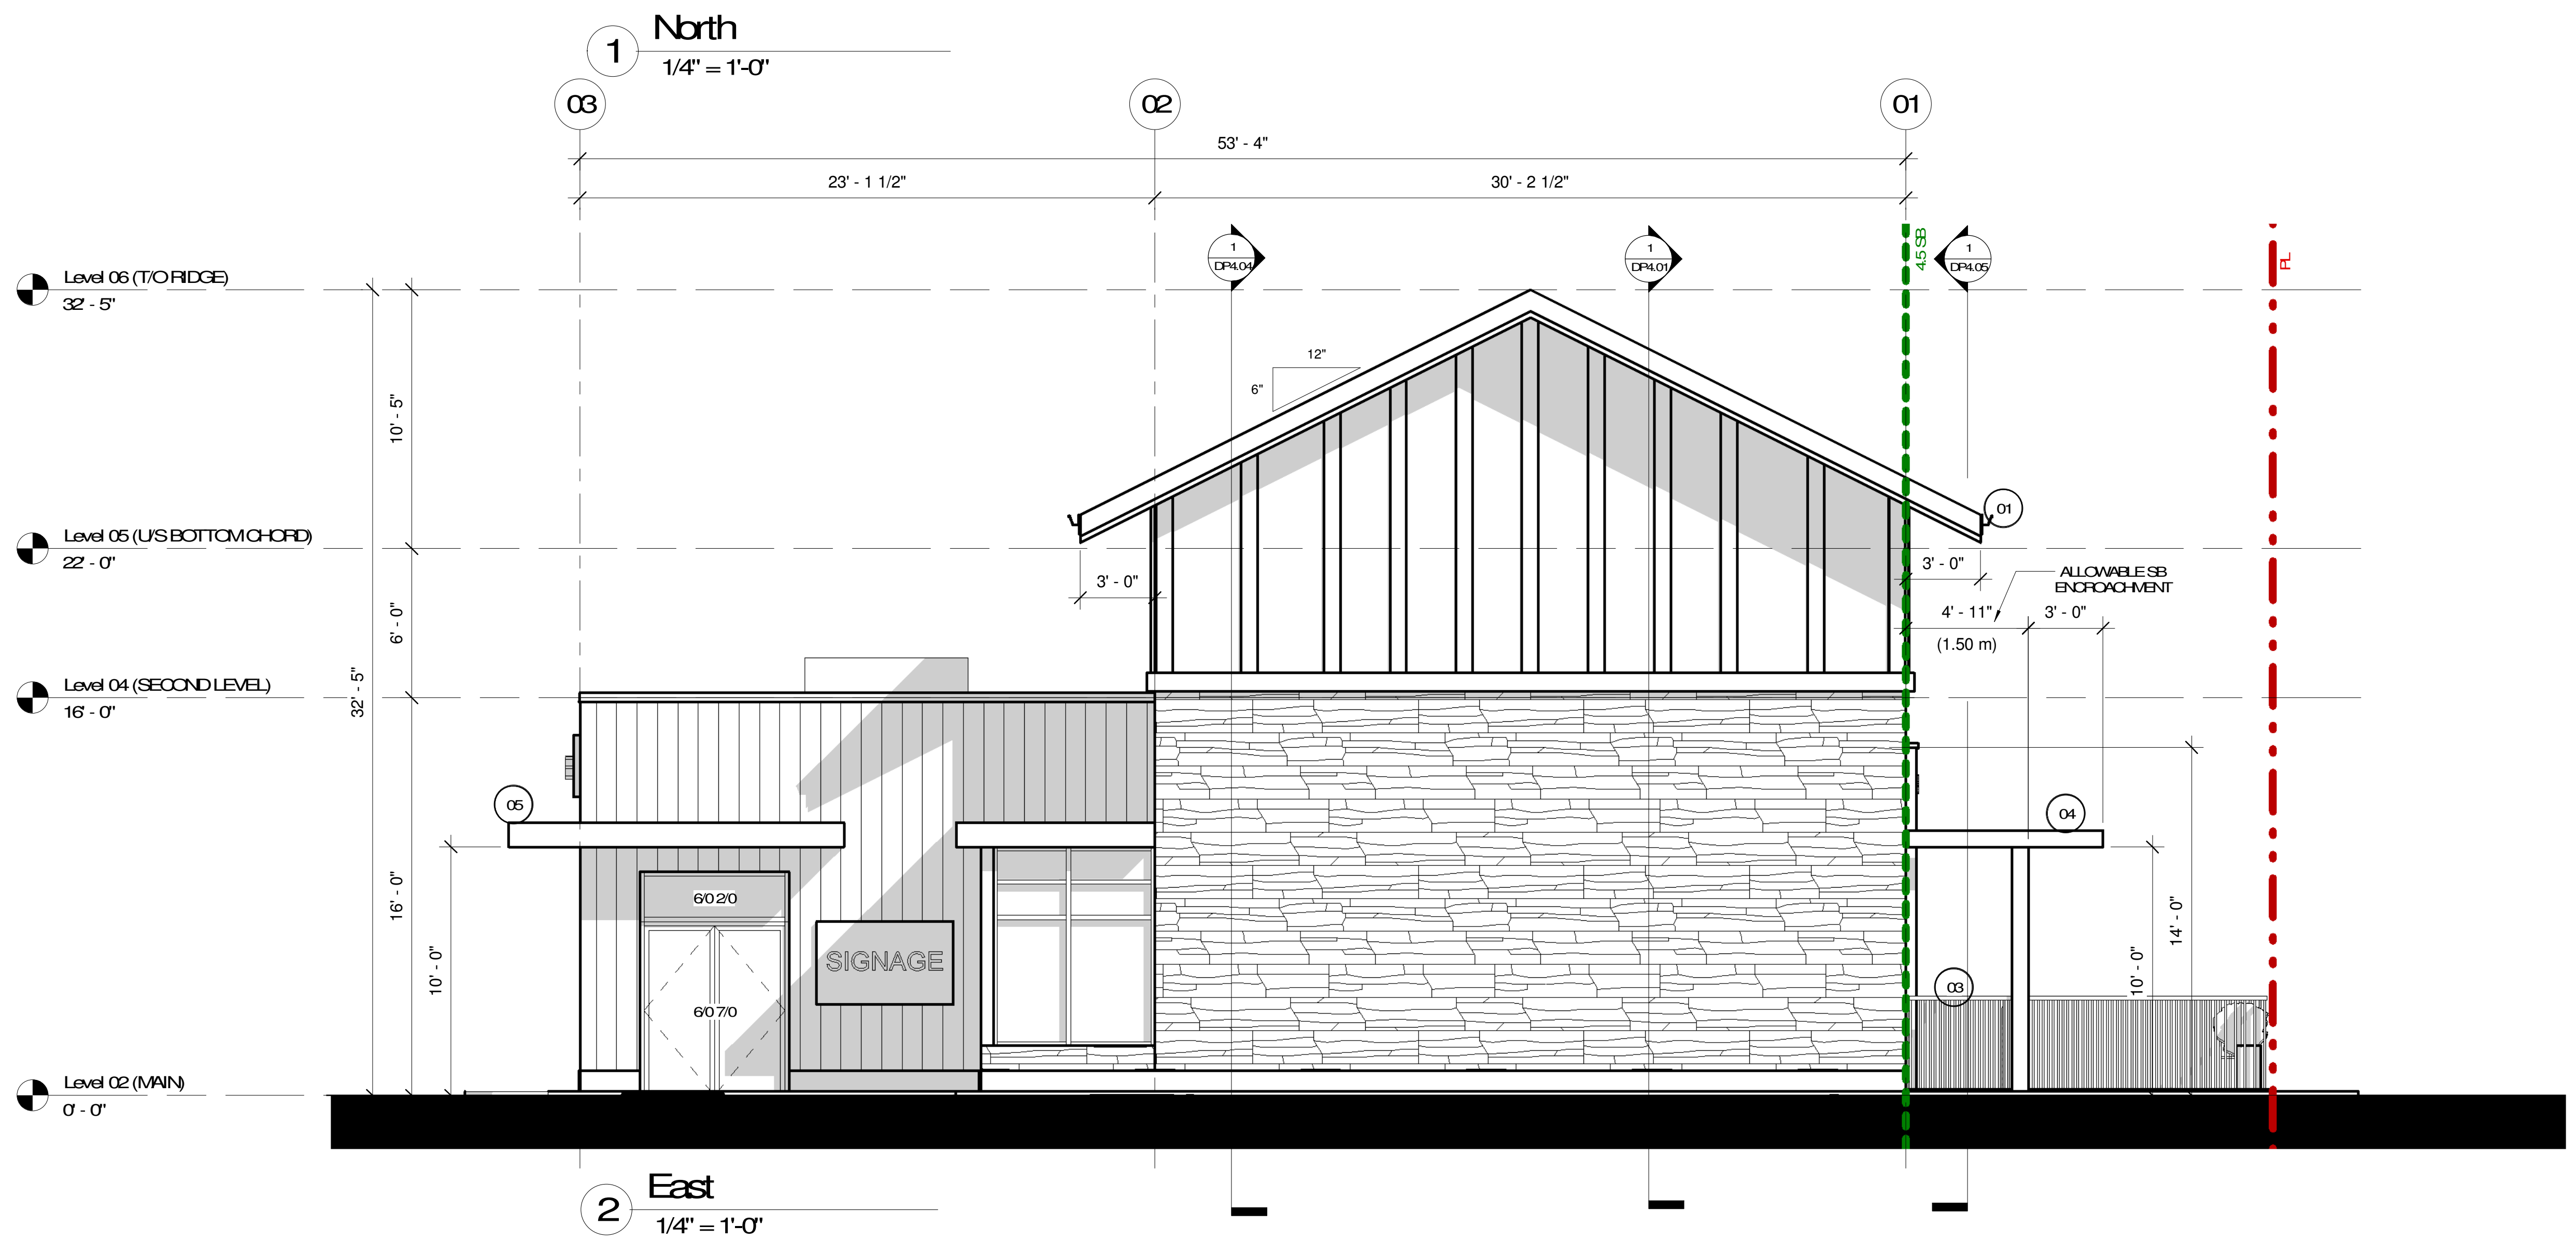 1
North
1/4" = 1'-0"
03
02
01
53' - 4"
23' - 1 1/2"
30' - 2 1/2"
1
DP4.04
1
DP4.01
4.5 SB
1
DP4.05
PL
Level 06 (T/O RIDGE)
32' - 5"
12"
6"
10' - 5"
01
Level 05 (U/S BOTTOM CHORD)
22' - 0"
3' - 0"
3' - 0"
ALLOWABLE SB
ENCROACHMENT
4' - 11"
3' - 0"
(1.50 m)
6' - 0"
32' - 5"
Level 04 (SECOND LEVEL)
16' - 0"
05
04
16' - 0"
6/0 2/0
14' - 0"
10' - 0"
SIGNAGE
10' - 0"
03
6/0 7/0
Level 02 (MAIN)
0' - 0"
2
East
1/4" = 1'-0"